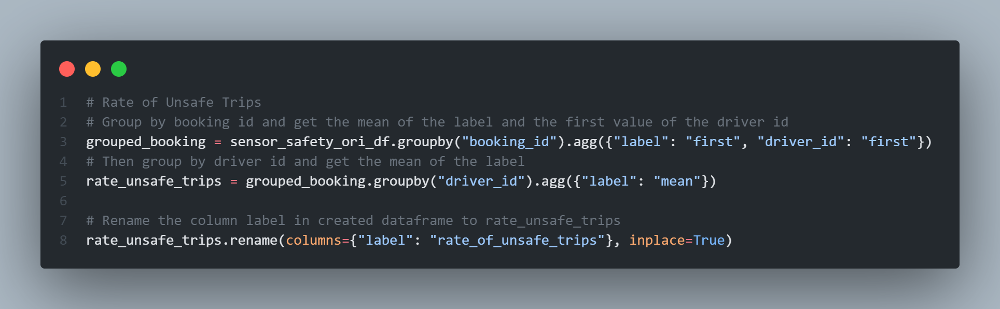 1 # Rate of Unsafe Trips
2 # Group by booking id and get the mean of the label and the first value of the driver id
3 grouped_booking = sensor_safety_ori_df.groupby("booking_id").agg({"label": "first", "driver_id": "first"})
4 # Then group by driver id and get the mean of the label
5 rate_unsafe_trips = grouped_booking.groupby("driver_id").agg({"label": "mean"})
6
7 # Rename the column label in created dataframe to rate_unsafe_trips
8 rate_unsafe_trips.rename(columns={"label": "rate_of_unsafe_trips"}, inplace=True)